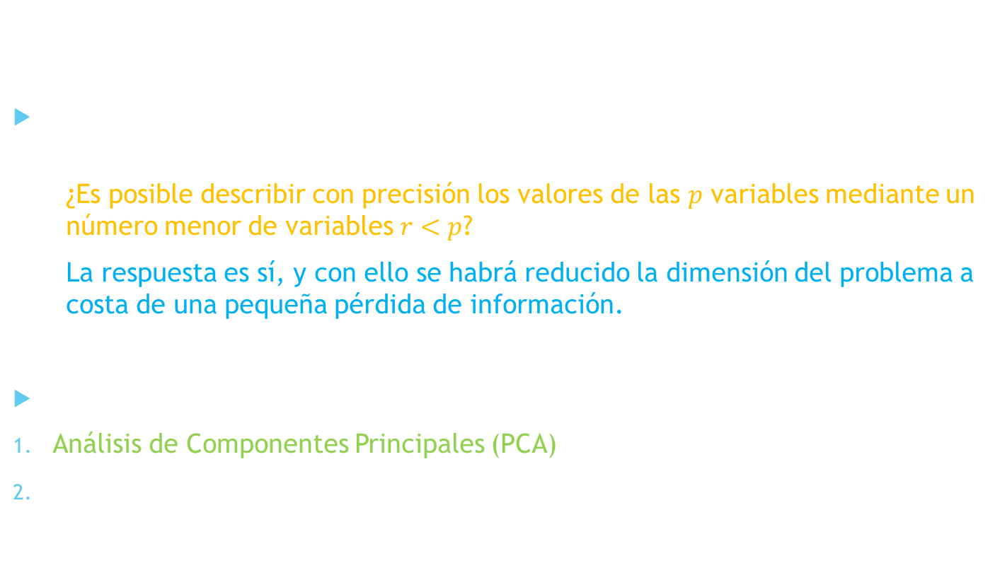 ¿Es posible describir con precisión los valores de las 𝑝 variables mediante un
número menor de variables 𝑟 < 𝑝?
La respuesta es sí, y con ello se habrá reducido la dimensión del problema a
costa de una pequeña pérdida de información.
1. Análisis de Componentes Principales (PCA)
2.